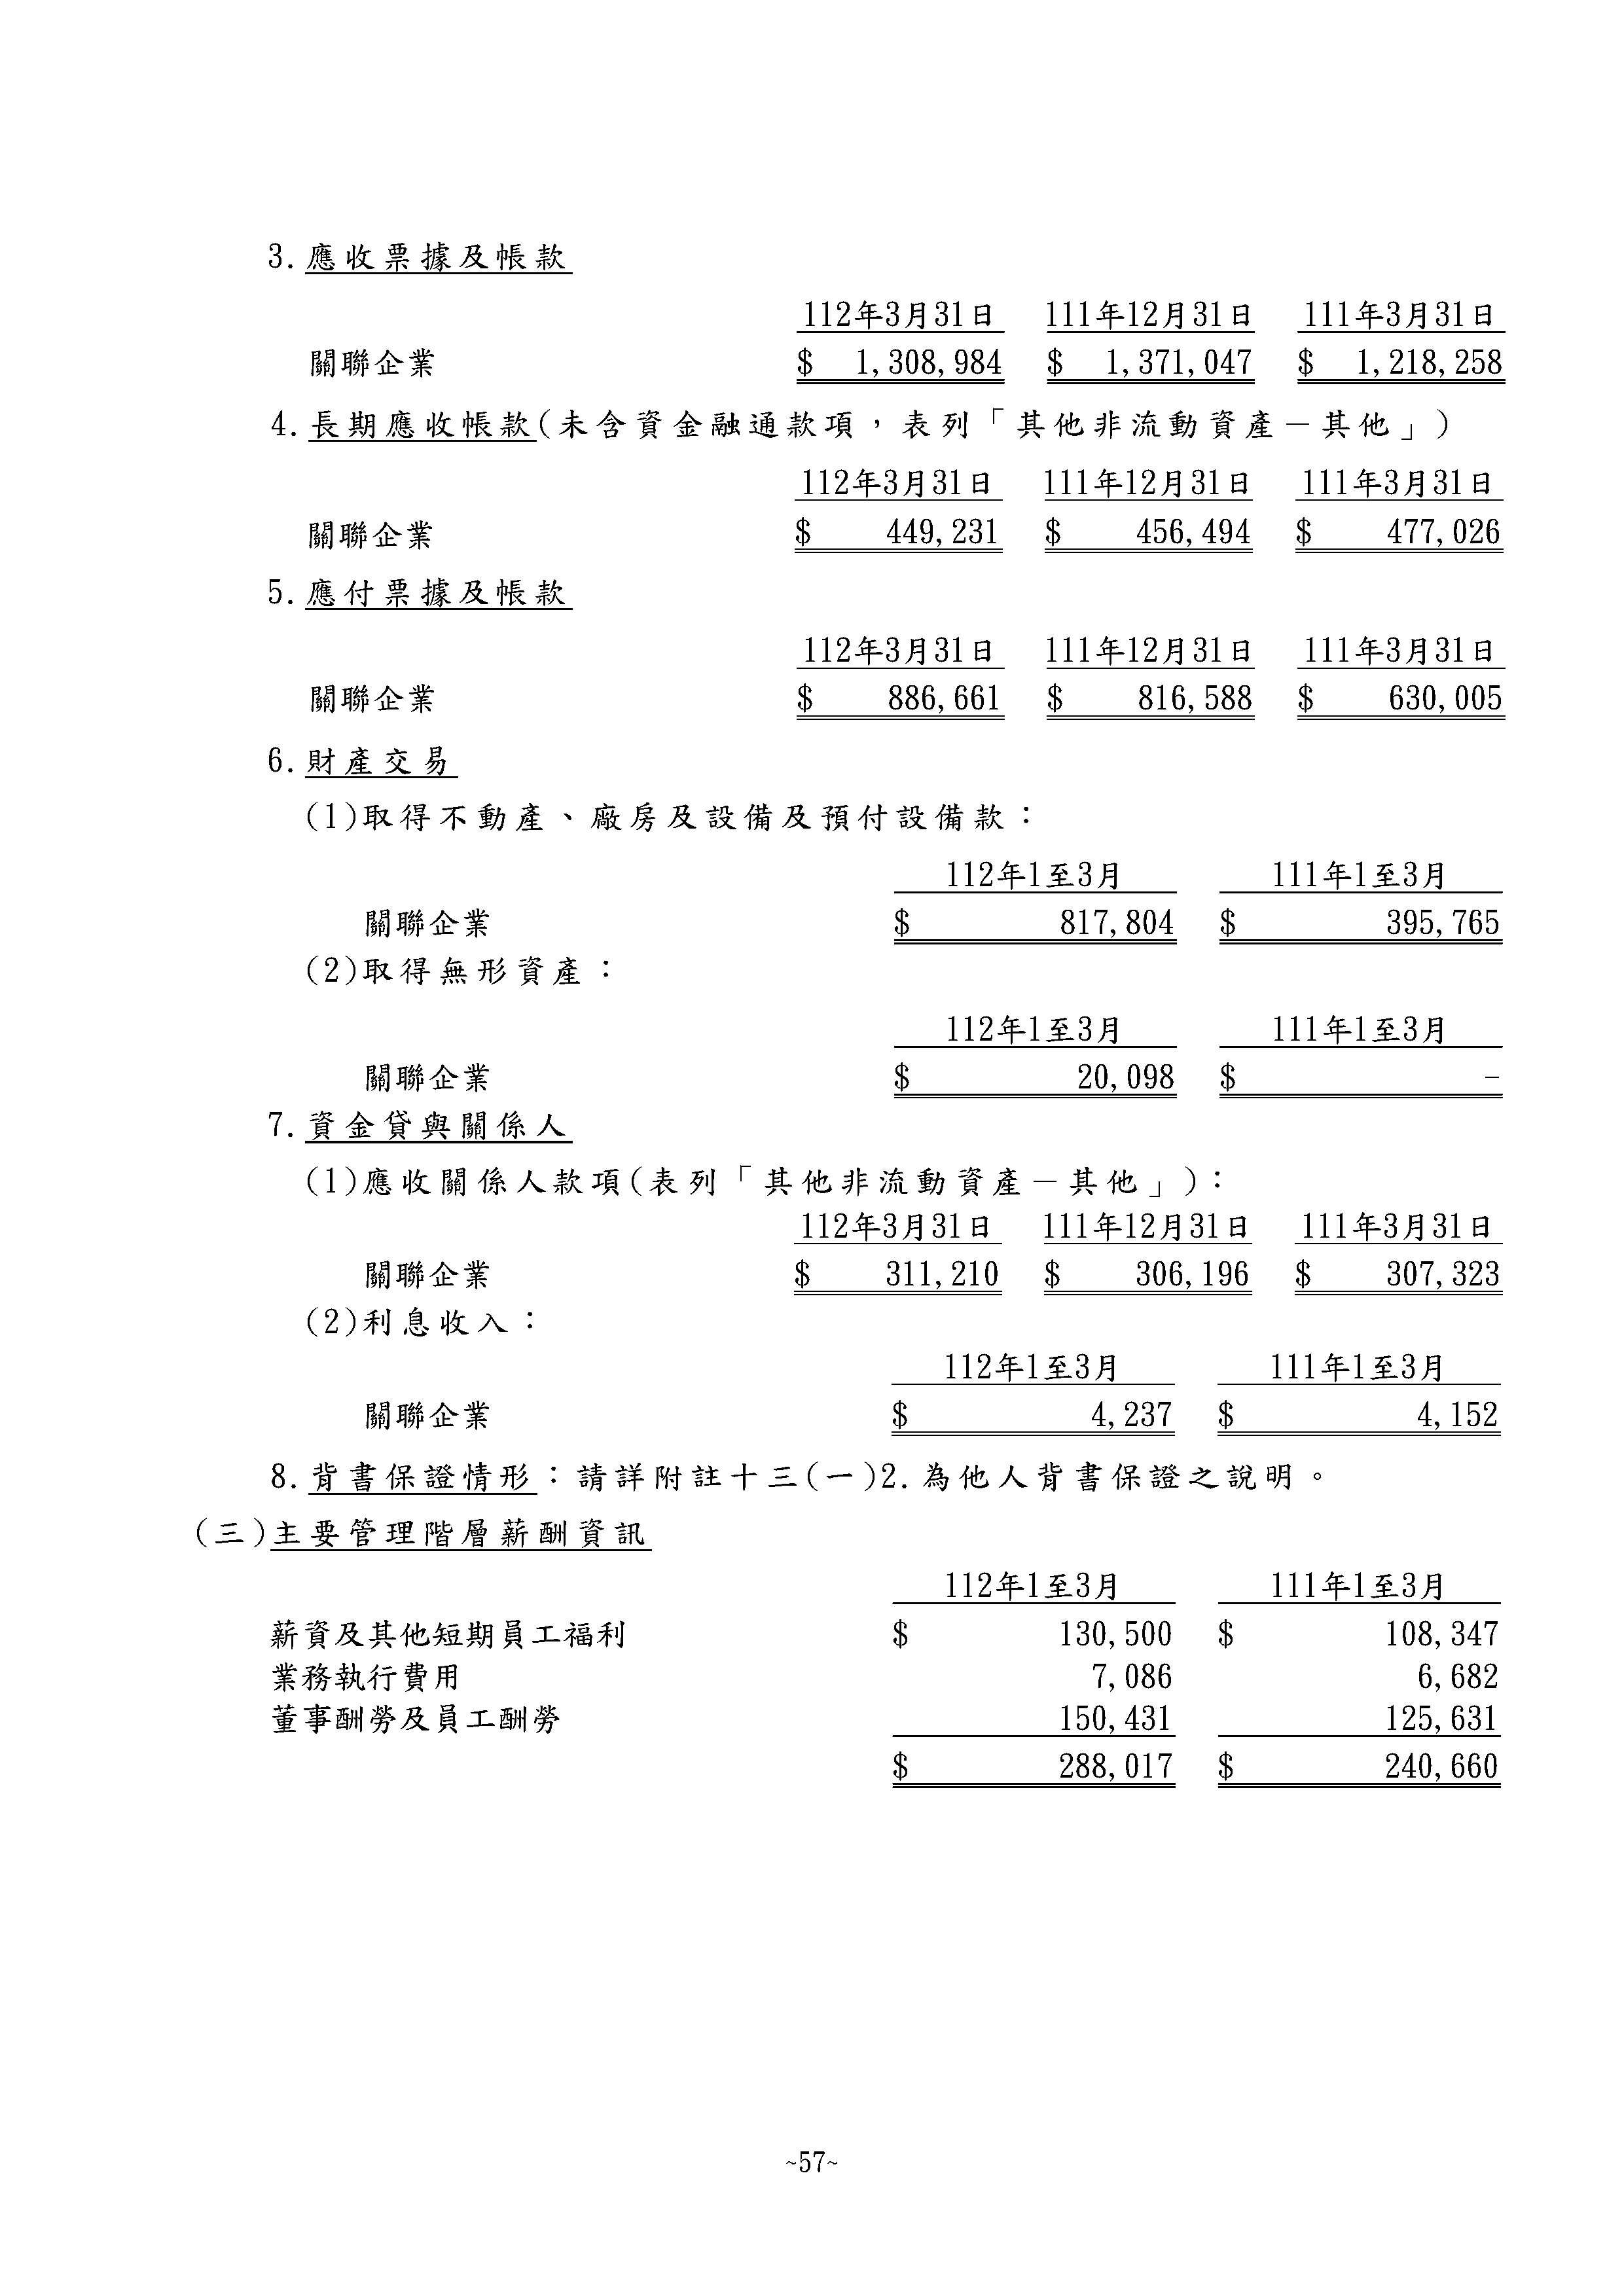 3.應收票據及帳款
112年3月31日 111年12月31日 111年3月31日
關聯企業 $ 1,308,984 $ 1,371,047 $ 1,218,258
4.長期應收帳款(未含資金融通款項，表列「其他非流動資產－其他」)
112年3月31日 111年12月31日 111年3月31日
關聯企業 $ 449,231 $ 456,494 $ 477,026
5.應付票據及帳款
112年3月31日 111年12月31日 111年3月31日
關聯企業 $ 886,661 $ 816,588 $ 630,005
6.財產交易
(1)取得不動產、廠房及設備及預付設備款：
112年1至3月 111年1至3月
關聯企業 $ 817,804 $ 395,765
(2)取得無形資產：
112年1至3月 111年1至3月
關聯企業 $ 20,098 $ -
7.資金貸與關係人
(1)應收關係人款項(表列「其他非流動資產－其他」)：
112年3月31日 111年12月31日 111年3月31日
關聯企業 $ 311,210 $ 306,196 $ 307,323
(2)利息收入：
112年1至3月 111年1至3月
關聯企業 $ 4,237 $ 4,152
8.背書保證情形：請詳附註十三(一)2.為他人背書保證之說明。
(三)主要管理階層薪酬資訊
112年1至3月 111年1至3月
薪資及其他短期員工福利 $ 130,500 $ 108,347
業務執行費用 7,086 6,682
董事酬勞及員工酬勞 150,431 125,631
$ 288,017 $ 240,660
~57~